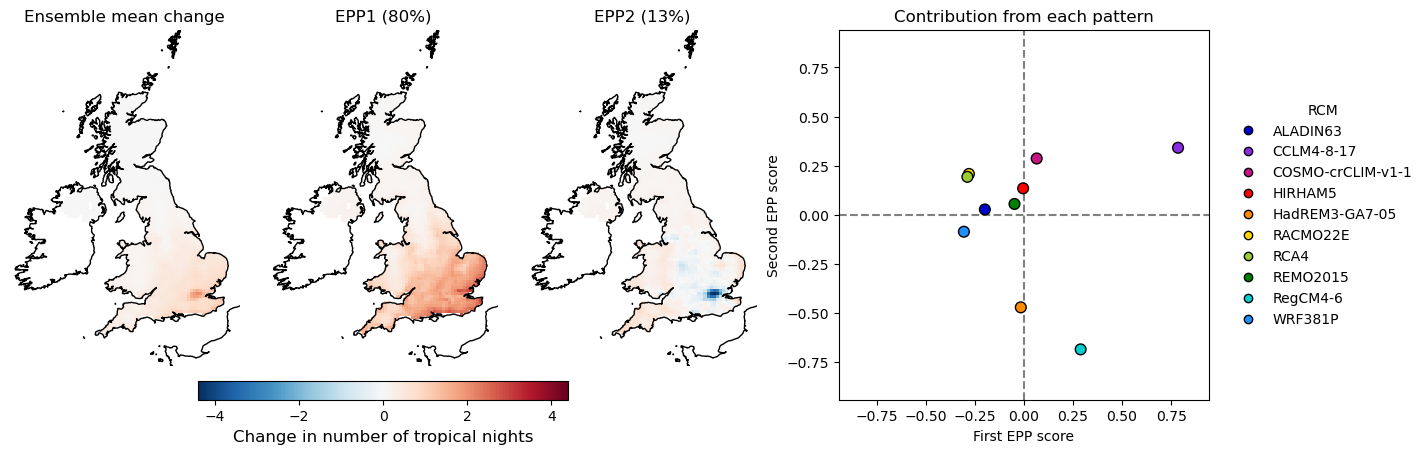 Ensemble mean change
EPP1 (80%)
EPP2 (13%)
−4 −2 0 2 4
Change in number of tropical nights
Contribution from each pattern
Second EPP score
0.75
0.50
0.25
0.00
−0.25
−0.50
−0.75
−0.75 −0.50 −0.25 0.00 0.25 0.50 0.75
First EPP score
RCM
ALADIN63
CCLM4-8-17
COSMO-crCLIM-v1-1
HIRHAM5
HadREM3-GA7-05
RACMO22E
RCA4
REMO2015
RegCM4-6
WRF381P